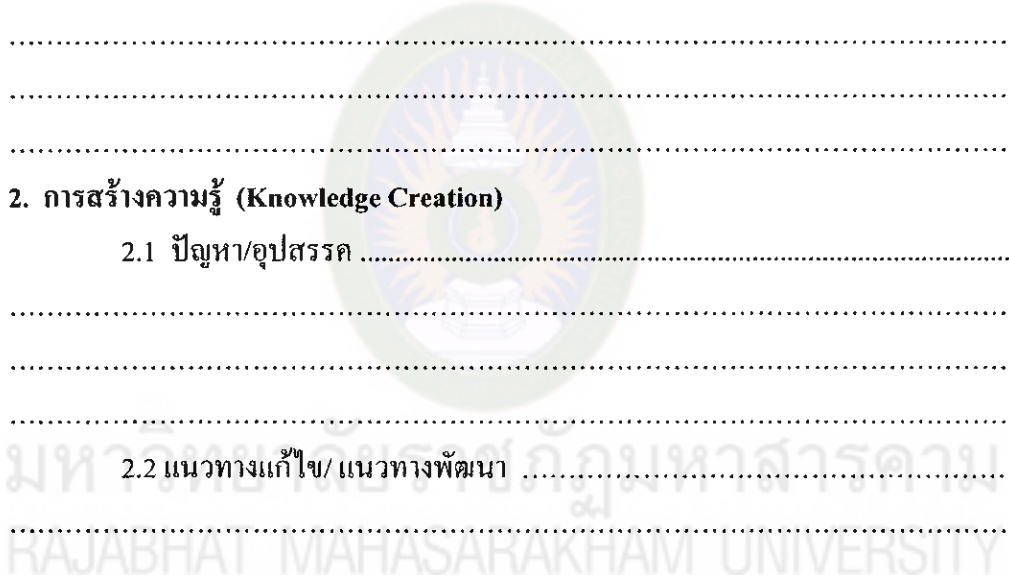 ................................................................................
................................................................................
................................................................................
2. การสร้างความรู้ (Knowledge Creation)
2.1 ปัญหา/อุปสรรค ................................................................................
................................................................................
................................................................................
................................................................................
2.2 แนวทางแก้ไข/ แนวทางพัฒนา ................................................
มหาวิทยาลัยราชภัฏมหาสารคาม
................................................................................
RAJABHAT MAHASARAKHAM UNIVERSITY